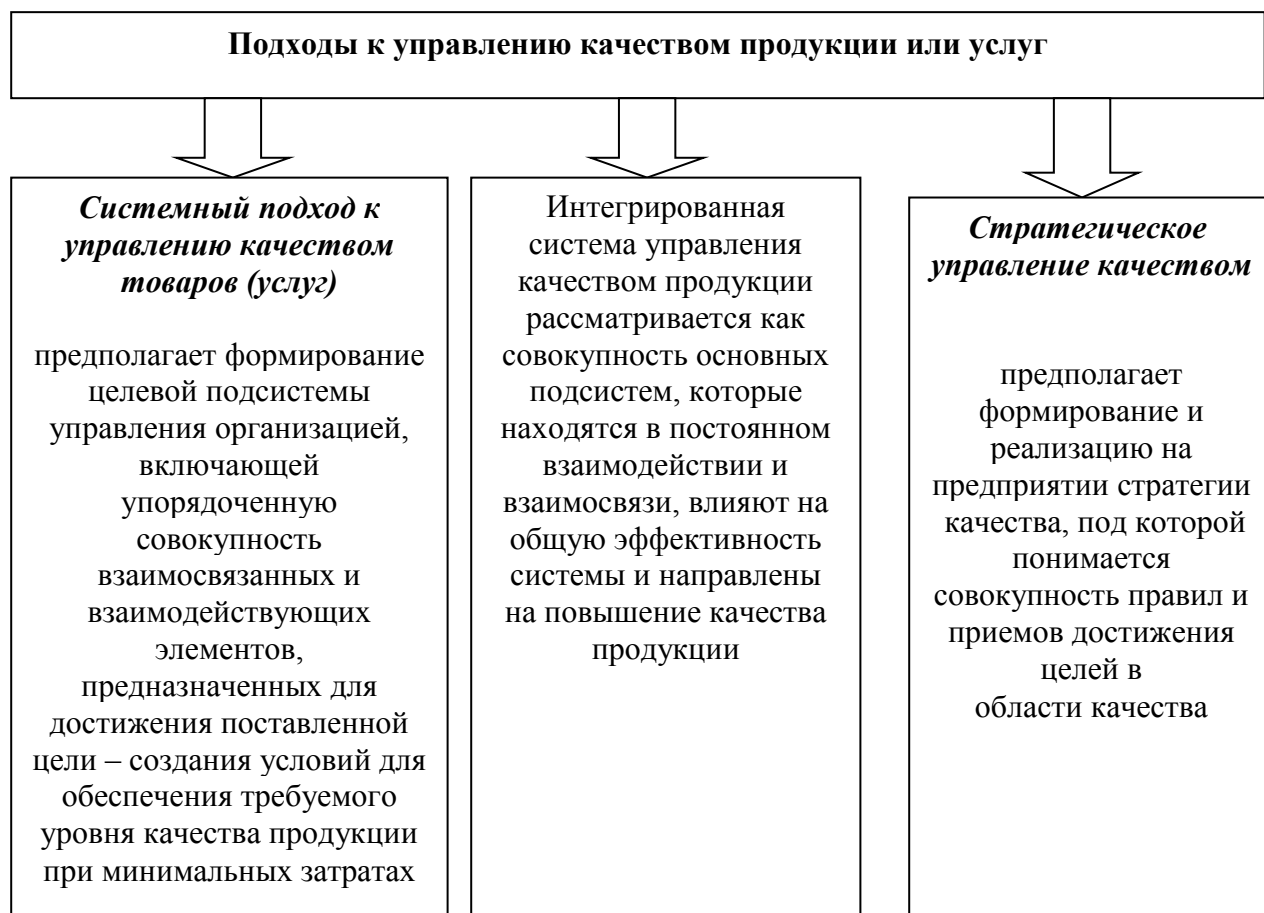 Подходы к управлению качеством продукции или услуг
Системный подход к
управлению качеством
товаров (услуг)
предполагает формирование
целевой подсистемы
управления организацией,
включающей
упорядоченную
совокупность
взаимосвязанных и
взаимодействующих
элементов,
предназначенных для
достижения поставленной
цели – создания условий для
обеспечения требуемого
уровня качества продукции
при минимальных затратах
Интегрированная
система управления
качеством продукции
рассматривается как
совокупность основных
подсистем, которые
находятся в постоянном
взаимодействии и
взаимосвязи, влияют на
общую эффективность
системы и направлены
на повышение качества
продукции
Стратегическое
управление качеством
предполагает
формирование и
реализацию на
предприятии стратегии
качества, под которой
понимается
совокупность правил и
приемов достижения
целей в
области качества